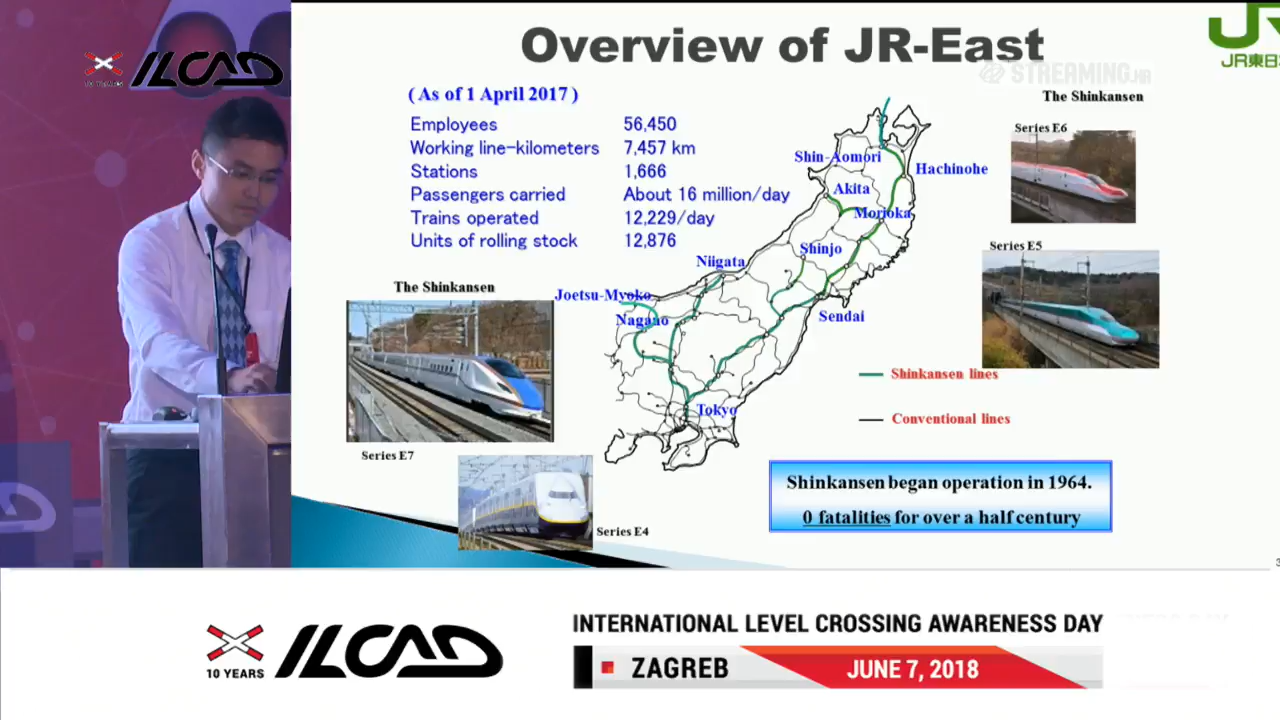 ILCAD
10 YEARS
Overview of JR-East
JR
JR東日
STREAMING.HR
( As of 1 April 2017 )
Employees 56,450
Working line-kilometers 7,457 km
Stations 1,666
Passengers carried About 16 million/day
Trains operated 12,229/day
Units of rolling stock 12,876
The Shinkansen
Series E6
Series E5
Shin-Aomori
Hachinohe
Akita
Morioka
Shinjo
Niigata
Joetsu-Myoko
Nagano
Sendai
Tokyo
The Shinkansen
Series E7
Series E4
Shinkansen lines
Conventional lines
Shinkansen began operation in 1964.
0 fatalities for over a half century
3
10 YEARS
ILCAD
INTERNATIONAL LEVEL CROSSING AWARENESS DAY
ZAGREB
JUNE 7, 2018